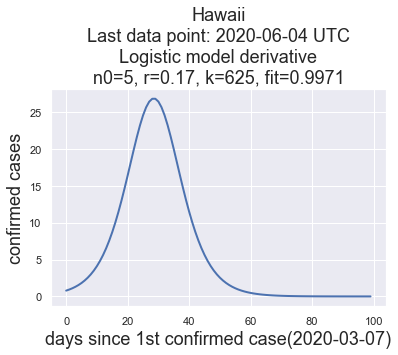 Hawaii
Last data point: 2020-06-04 UTC
Logistic model derivative
n0=5, r=0.17, k=625, fit=0.9971
confirmed cases
25
20
15
10
5
0
0 20 40 60 80 100
days since 1st confirmed case(2020-03-07)